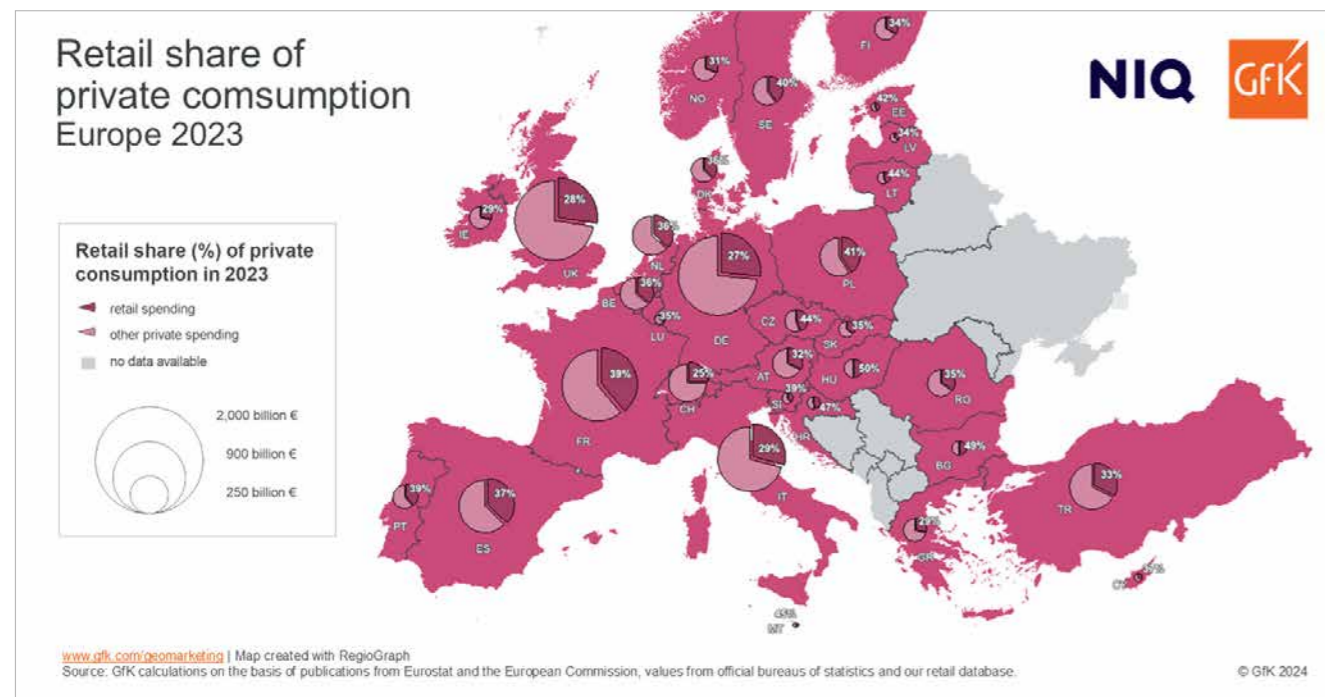 Retail share of
private comsumption
Europe 2023
NIQ
GfK
Retail share (%) of private
consumption in 2023
retail spending
other private spending
no data available
2,000 billion €
900 billion €
250 billion €
34%
FI
31%
NO
40%
SE
42%
EE
34%
LV
44%
LT
DK
29%
IE
28%
UK
36%
NL
27%
DE
41%
PL
36%
BE
35%
LU
44%
CZ
35%
SK
39%
FR
25%
CH
32%
AT
50%
HU
35%
RO
39%
SI
47%
HR
29%
IT
49%
BG
33%
TR
39%
PT
37%
ES
29%
GR
CY
45%
MT
www.gfk.com/geomarketing | Map created with RegioGraph
Source: GfK calculations on the basis of publications from Eurostat and the European Commission, values from official bureaus of statistics and our retail database.
© GfK 2024